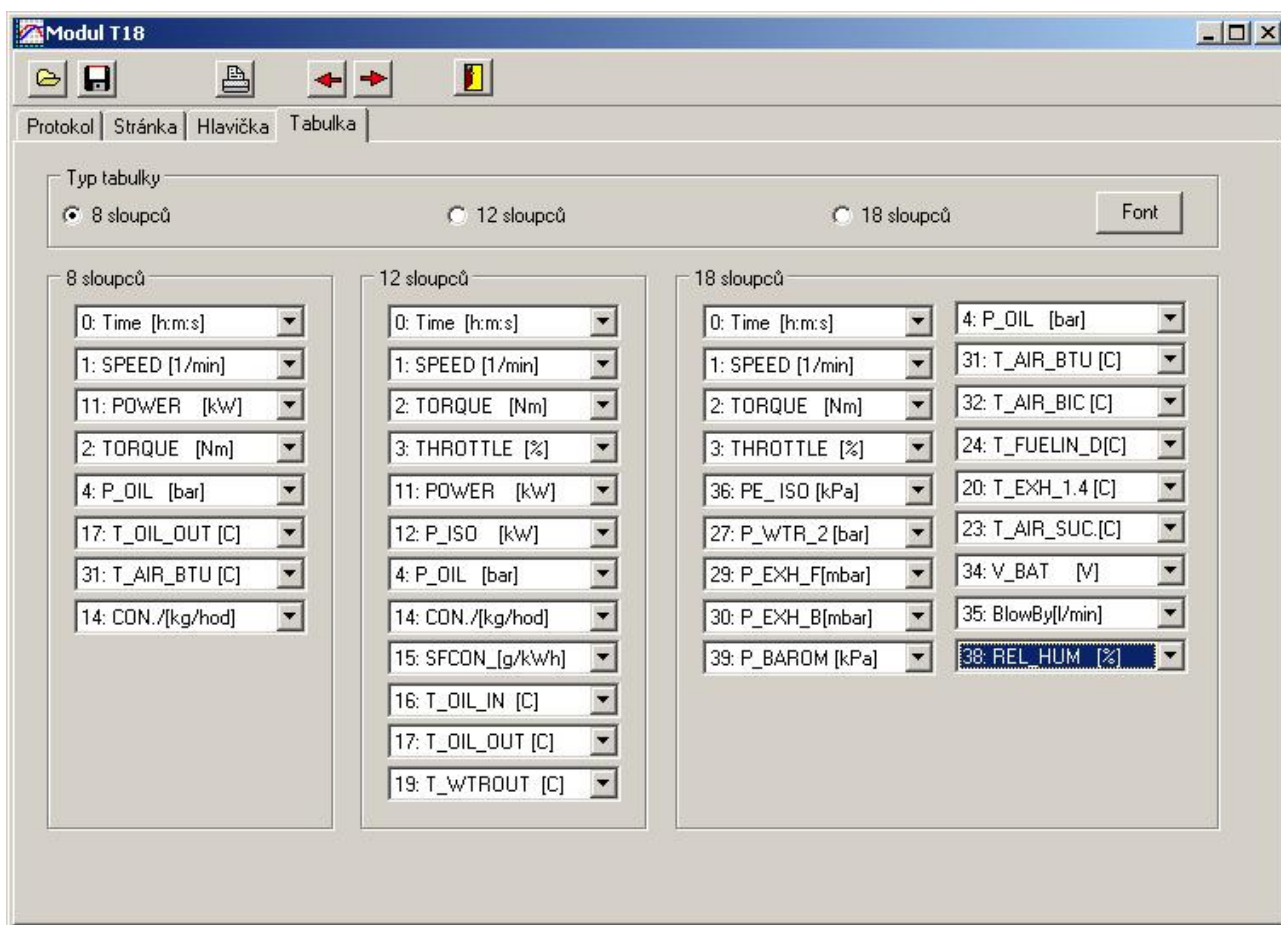 Modul T18
Protokol Stránka Hlavička Tabulka
Typ tabulky
8 sloupců 12 sloupců 18 sloupců Font
8 sloupců
0: Time [h:m:s]
1: SPEED [1/min]
11: POWER [kW]
2: TORQUE [Nm]
4: P_OIL [bar]
17: T_OIL_OUT [C]
31: T_AIR_BTU [C]
14: CON./[kg/hod]
12 sloupců
0: Time [h:m:s]
1: SPEED [1/min]
2: TORQUE [Nm]
3: THROTTLE [%]
11: POWER [kW]
12: P_ISO [kW]
4: P_OIL [bar]
14: CON./[kg/hod]
15: SFCON_[g/kWh]
16: T_OIL_IN [C]
17: T_OIL_OUT [C]
19: T_WTROUT [C]
18 sloupců
0: Time [h:m:s]
1: SPEED [1/min]
2: TORQUE [Nm]
3: THROTTLE [%]
36: PE_ ISO [kPa]
27: P_WTR_2 [bar]
29: P_EXH_F[mbar]
30: P_EXH_B[mbar]
39: P_BAROM [kPa]
4: P_OIL [bar]
31: T_AIR_BTU [C]
32: T_AIR_BIC [C]
24: T_FUELIN_D[C]
20: T_EXH_1.4 [C]
23: T_AIR_SUC.[C]
34: V_BAT [V]
35: BlowBy[l/min]
38: REL_HUM [%]